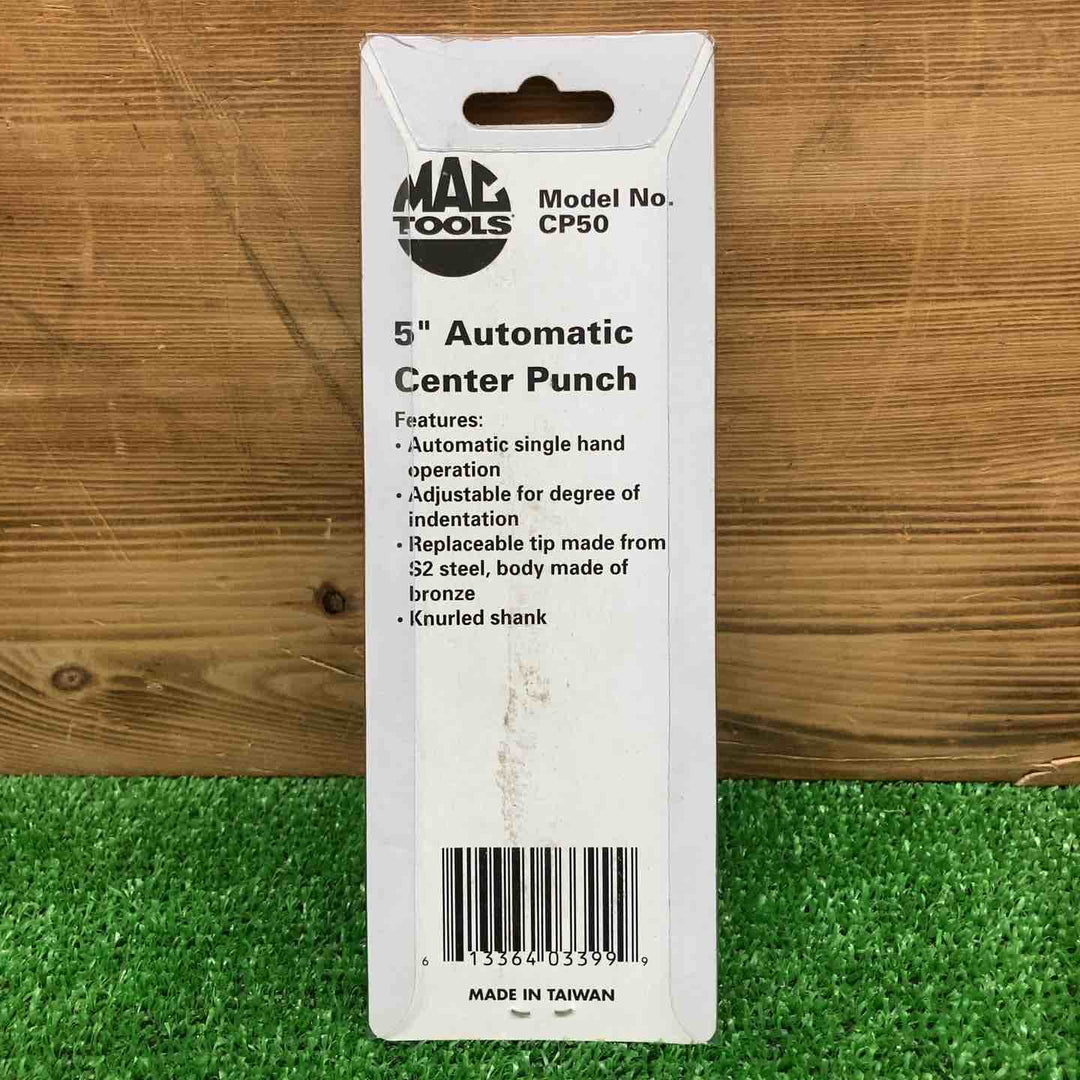 MAC
TOOLS
Model No.
CP50
5" Automatic
Center Punch
Features:
• Automatic single hand
operation
• Adjustable for degree of
indentation
• Replaceable tip made from
S2 steel, body made of
bronze
• Knurled shank
6 13364 03399 9
MADE IN TAIWAN